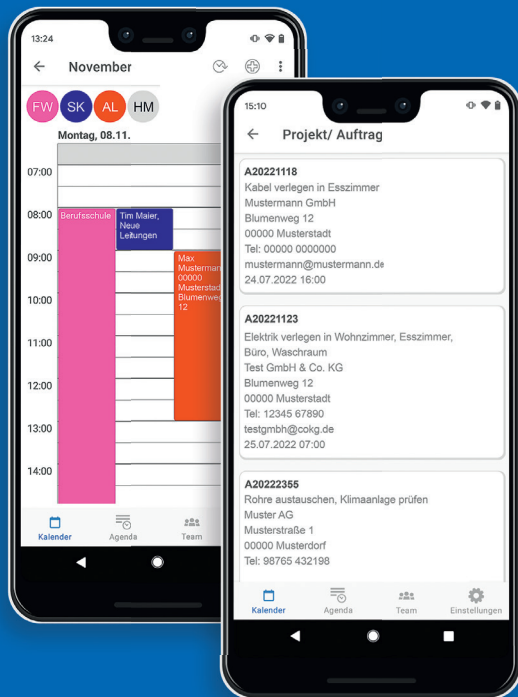 13:24
November
FW SK AL HM
Montag, 08.11.
07:00
08:00
09:00
10:00
11:00
12:00
13:00
14:00
Berufsschule
Tim Maier,
Neue
Leitungen
Max
00000
12
Kalender
Agenda
Team
15:10
Projekt/ Auftrag
A20221118
Kabel verlegen in Esszimmer
Mustermann GmbH
Blumenweg 12
00000 Musterstadt
Tel: 00000 0000000
mustermann@mustermann.de
24.07.2022 16:00
A20221123
Elektrik verlegen in Wohnzimmer, Esszimmer,
Büro, Waschraum
Test GmbH & Co. KG
Blumenweg 12
00000 Musterstadt
Tel: 12345 67890
testgmbh@cokg.de
25.07.2022 07:00
A20222355
Rohre austauschen, Klimaanlage prüfen
Muster AG
Musterstraße 1
00000 Musterdorf
Tel: 98765 432198
Kalender
Agenda
Team
Einstellungen